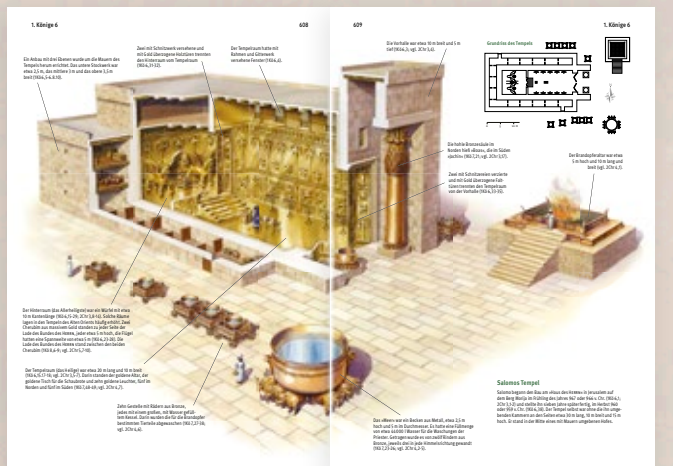 1. Könige 6
608
609
1. Könige 6
Ein Anbau mit drei Ebenen wurde um die Mauern des
Tempels herum errichtet. Das untere Stockwerk war
etwa 2,5 m, das mittlere 3 m und das obere 3,5 m
breit (1Kö 6,5-6.8.10).
Zwei mit Schnitzwerk versehene und
mit Gold überzogene Holztüren trennten
den Hinterraum vom Tempelraum
(1Kö 6,31-32).
Der Tempelraum hatte mit
Rahmen und Gitterwerk
versehene Fenster (1Kö 6,4).
Die Vorhalle war etwa 10 m breit und 5 m
tief (1Kö 6,3; vgl. 2Chr 3,4).
Grundriss des Tempels
Die hohle Bronzesäule im
Norden hieß »Boas«, die im Süden
»Jachin« (1Kö 7,21; vgl. 2Chr 3,17).
Zwei mit Schnitzereien verzierte
und mit Gold überzogene Falt-
türen trennten den Tempelraum
von der Vorhalle (1Kö 6,33-35).
Der Brandopferaltar war etwa
5 m hoch und 10 m lang und
breit (vgl. 2Chr 4,1).
Der Hinterraum (das Allerheiligste) war ein Würfel mit etwa
10 m Kantenlänge (1Kö 6,15-29; 2Chr 3,8-14). Solche Räume
lagen in den Tempeln des Alten Orients häufig erhöht. Zwei
Cherubim aus massivem Gold standen zu jeder Seite der
Lade des Bundes des Herrn, jeder etwa 5 m hoch, die Flügel
hatten eine Spannweite von etwa 5 m (1Kö 6,23-28). Die
Lade des Bundes des Herrn stand zwischen den beiden
Cherubim (1Kö 8,6-9; vgl. 2Chr 5,7-10).
Der Tempelraum (das Heilige) war etwa 20 m lang und 10 m breit
(1Kö 6,15.17-18; vgl. 2Chr 3,5-7). Darin standen der goldene Altar, der
goldene Tisch für die Schaubrote und zehn goldene Leuchter, fünf im
Norden und fünf im Süden (1Kö 7,48-49; vgl. 2Chr 4,7).
Zehn Gestelle mit Rädern aus Bronze,
jedes mit einem großen, mit Wasser gefüll-
ten Kessel. Darin wurden die für die Brandopfer
bestimmten Tierteile abgewaschen (1Kö 7,27-38;
vgl. 2Chr 4,6).
Das »Meer« war ein Becken aus Metall, etwa 2,5 m
hoch und 5 m im Durchmesser. Es hatte eine Füllmenge
von etwa 44000 l Wasser für die Waschungen der
Priester. Getragen wurde es von zwölf Rindern aus
Bronze, jeweils drei in jede Himmelsrichtung gewandt
(1Kö 7,23-26; vgl. 2Chr 4,2-5).
Salomos Tempel
Salomo begann den Bau am »Haus des Herrn« in Jerusalem auf
dem Berg Morija im Frühling des Jahres 967 oder 966 v. Chr. (1Kö 6,1;
2Chr 3,1-2) und stellte ihn sieben Jahre später fertig, im Herbst 960
oder 959 v. Chr. (1Kö 6,38). Der Tempel selbst war ohne die ihn umge-
benden Kammern an den Seiten etwa 30 m lang, 10 m breit und 15 m
hoch. Er stand in der Mitte eines mit Mauern umgebenen Hofes.